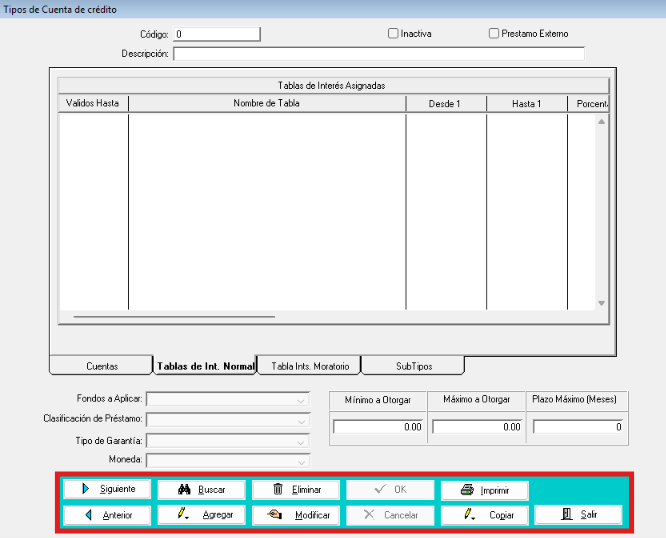 Tipos de Cuenta de crédito
Código: 0 Inactiva Prestamo Externo
Descripción:
Tablas de Interés Asignadas
Validos Hasta Nombre de Tabla Desde 1 Hasta 1 Porcenta
Cuentas Tablas de Int. Normal Tabla Ints. Moratorio SubTipos
Fondos a Aplicar:
Clasificación de Préstamo:
Tipo de Garantía:
Moneda:
Mínimo a Otorgar Máximo a Otorgar Plazo Máximo (Meses)
0.00 0.00 0
Siguiente Buscar Eliminar OK Imprimir
Anterior Agregar Modificar Cancelar Copiar Salir